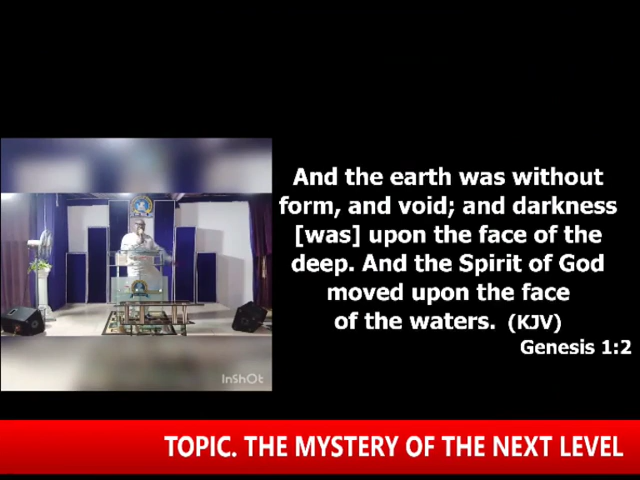 And the earth was without
form, and void; and darkness
[was] upon the face of the
deep. And the Spirit of God
moved upon the face
of the waters. (KJV)
Genesis 1:2
InShOt
TOPIC. THE MYSTERY OF THE NEXT LEVEL